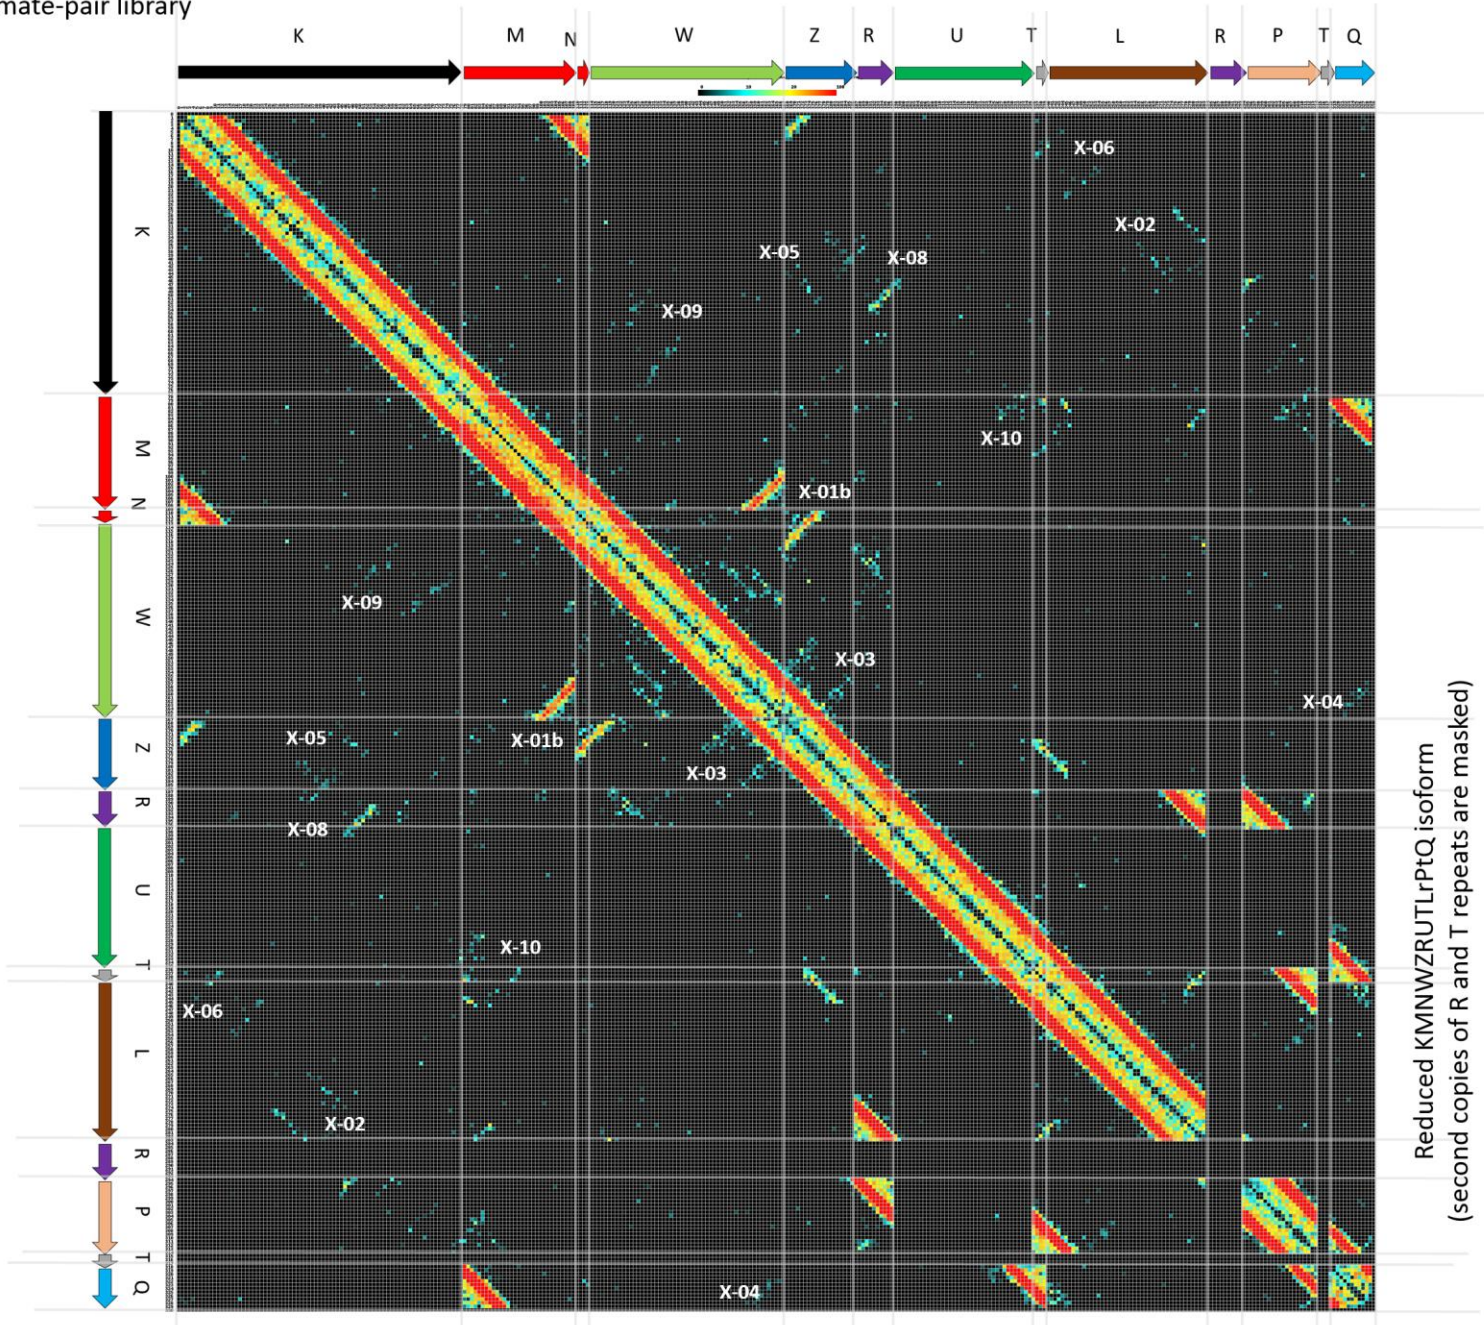 mate-pair library
K M N W Z R U T L R P T Q
X-06
X-02
X-05 X-08
X-09
X-10
X-01b
X-09
X-03
X-04
X-05 X-01b
X-03
X-08
X-10
X-06
X-02
X-04
K
M
N
W
Z
R
U
T
L
R
P
T
Q
Reduced KMNWZRUTLrPtQ isoform
(second copies of R and T repeats are masked)